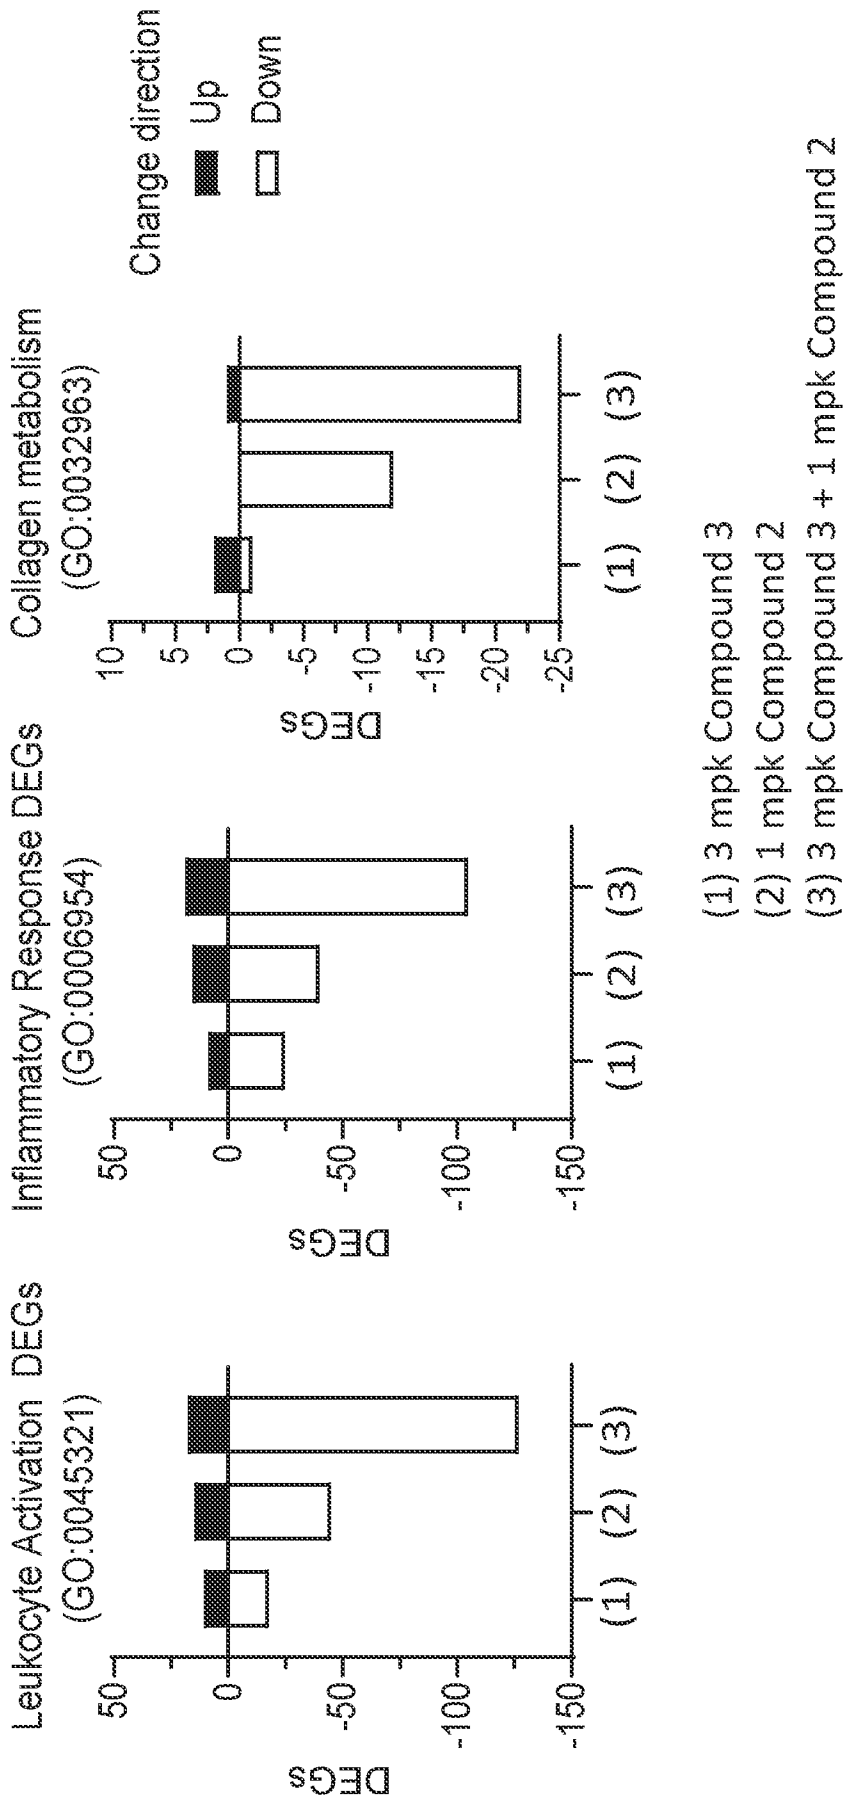 Leukocyte Activation DEGs
(GO:0045321)
DEGs
50
0
-50
-100
-150
(1)
(2)
(3)
Inflammatory Response DEGs
(GO:0006954)
DEGs
50
0
-50
-100
-150
(1)
(2)
(3)
Collagen metabolism
(GO:0032963)
DEGs
10
5
0
-5
-10
-15
-20
-25
(1)
(2)
(3)
Change direction
Up
Down
(1) 3 mpk Compound 3
(2) 1 mpk Compound 2
(3) 3 mpk Compound 3 + 1 mpk Compound 2